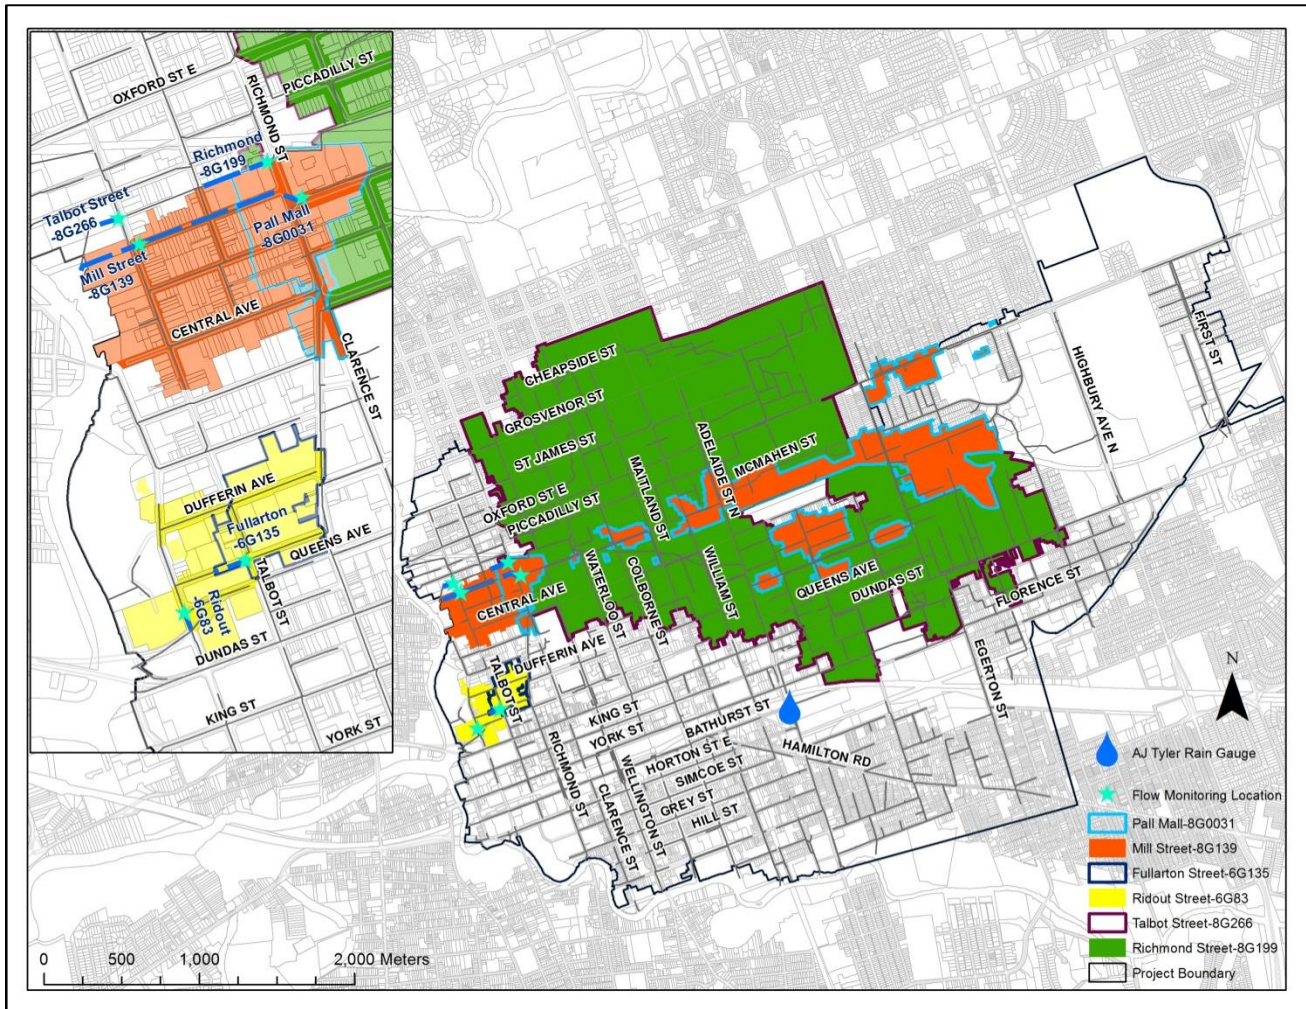 OXFORD ST E
RICHMOND ST
PICCADILLY ST
Richmond
-8G199
Talbot Street
-8G266
Pall Mall
-8G0031
Mill Street
-8G139
CENTRAL AVE
CLARENCE ST
DUFFERIN AVE
Fullarton
-6G135
QUEENS AVE
TALBOT ST
Ridout
-6G83
DUNDAS ST
KING ST
YORK ST
CHEAPSIDE ST
GROSVENOR ST
ST JAMES ST
OXFORD ST E
PICCADILLY ST
MAITLAND ST
ADELAIDE ST N
MCMAHEN ST
HIGHBURY AVE N
FIRST ST
CENTRAL AVE
WATERLOO ST
COLBORNE ST
WILLIAM ST
QUEENS AVE
DUNDAS ST
FLORENCE ST
EGERTON ST
DUFFERIN AVE
TALBOT ST
RICHMOND ST
KING ST
YORK ST
BATHURST ST
HORTON ST E
SIMCOE ST
GREY ST
HILL ST
HAMILTON RD
WELLINGTON ST
CLARENCE ST
N
AJ Tyler Rain Gauge
Flow Monitoring Location
Pall Mall-8G0031
Mill Street-8G139
Fullarton Street-6G135
Ridout Street-6G83
Talbot Street-8G266
Richmond Street-8G199
Project Boundary
0 500 1,000 2,000 Meters